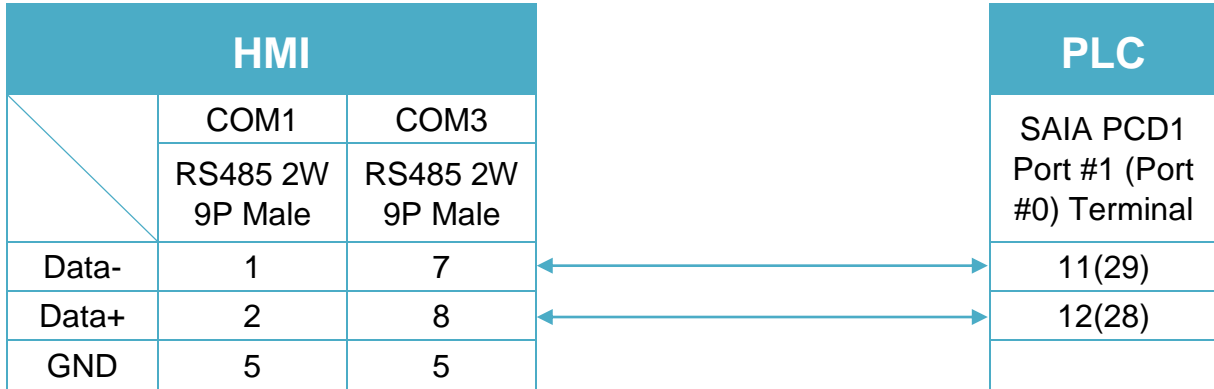 HMI PLC
COM1 COM3
SAIA PCD1
Port #1 (Port
#0) Terminal
RS485 2W RS485 2W
9P Male 9P Male
Data- 1 7 11(29)
Data+ 2 8 12(28)
GND 5 5